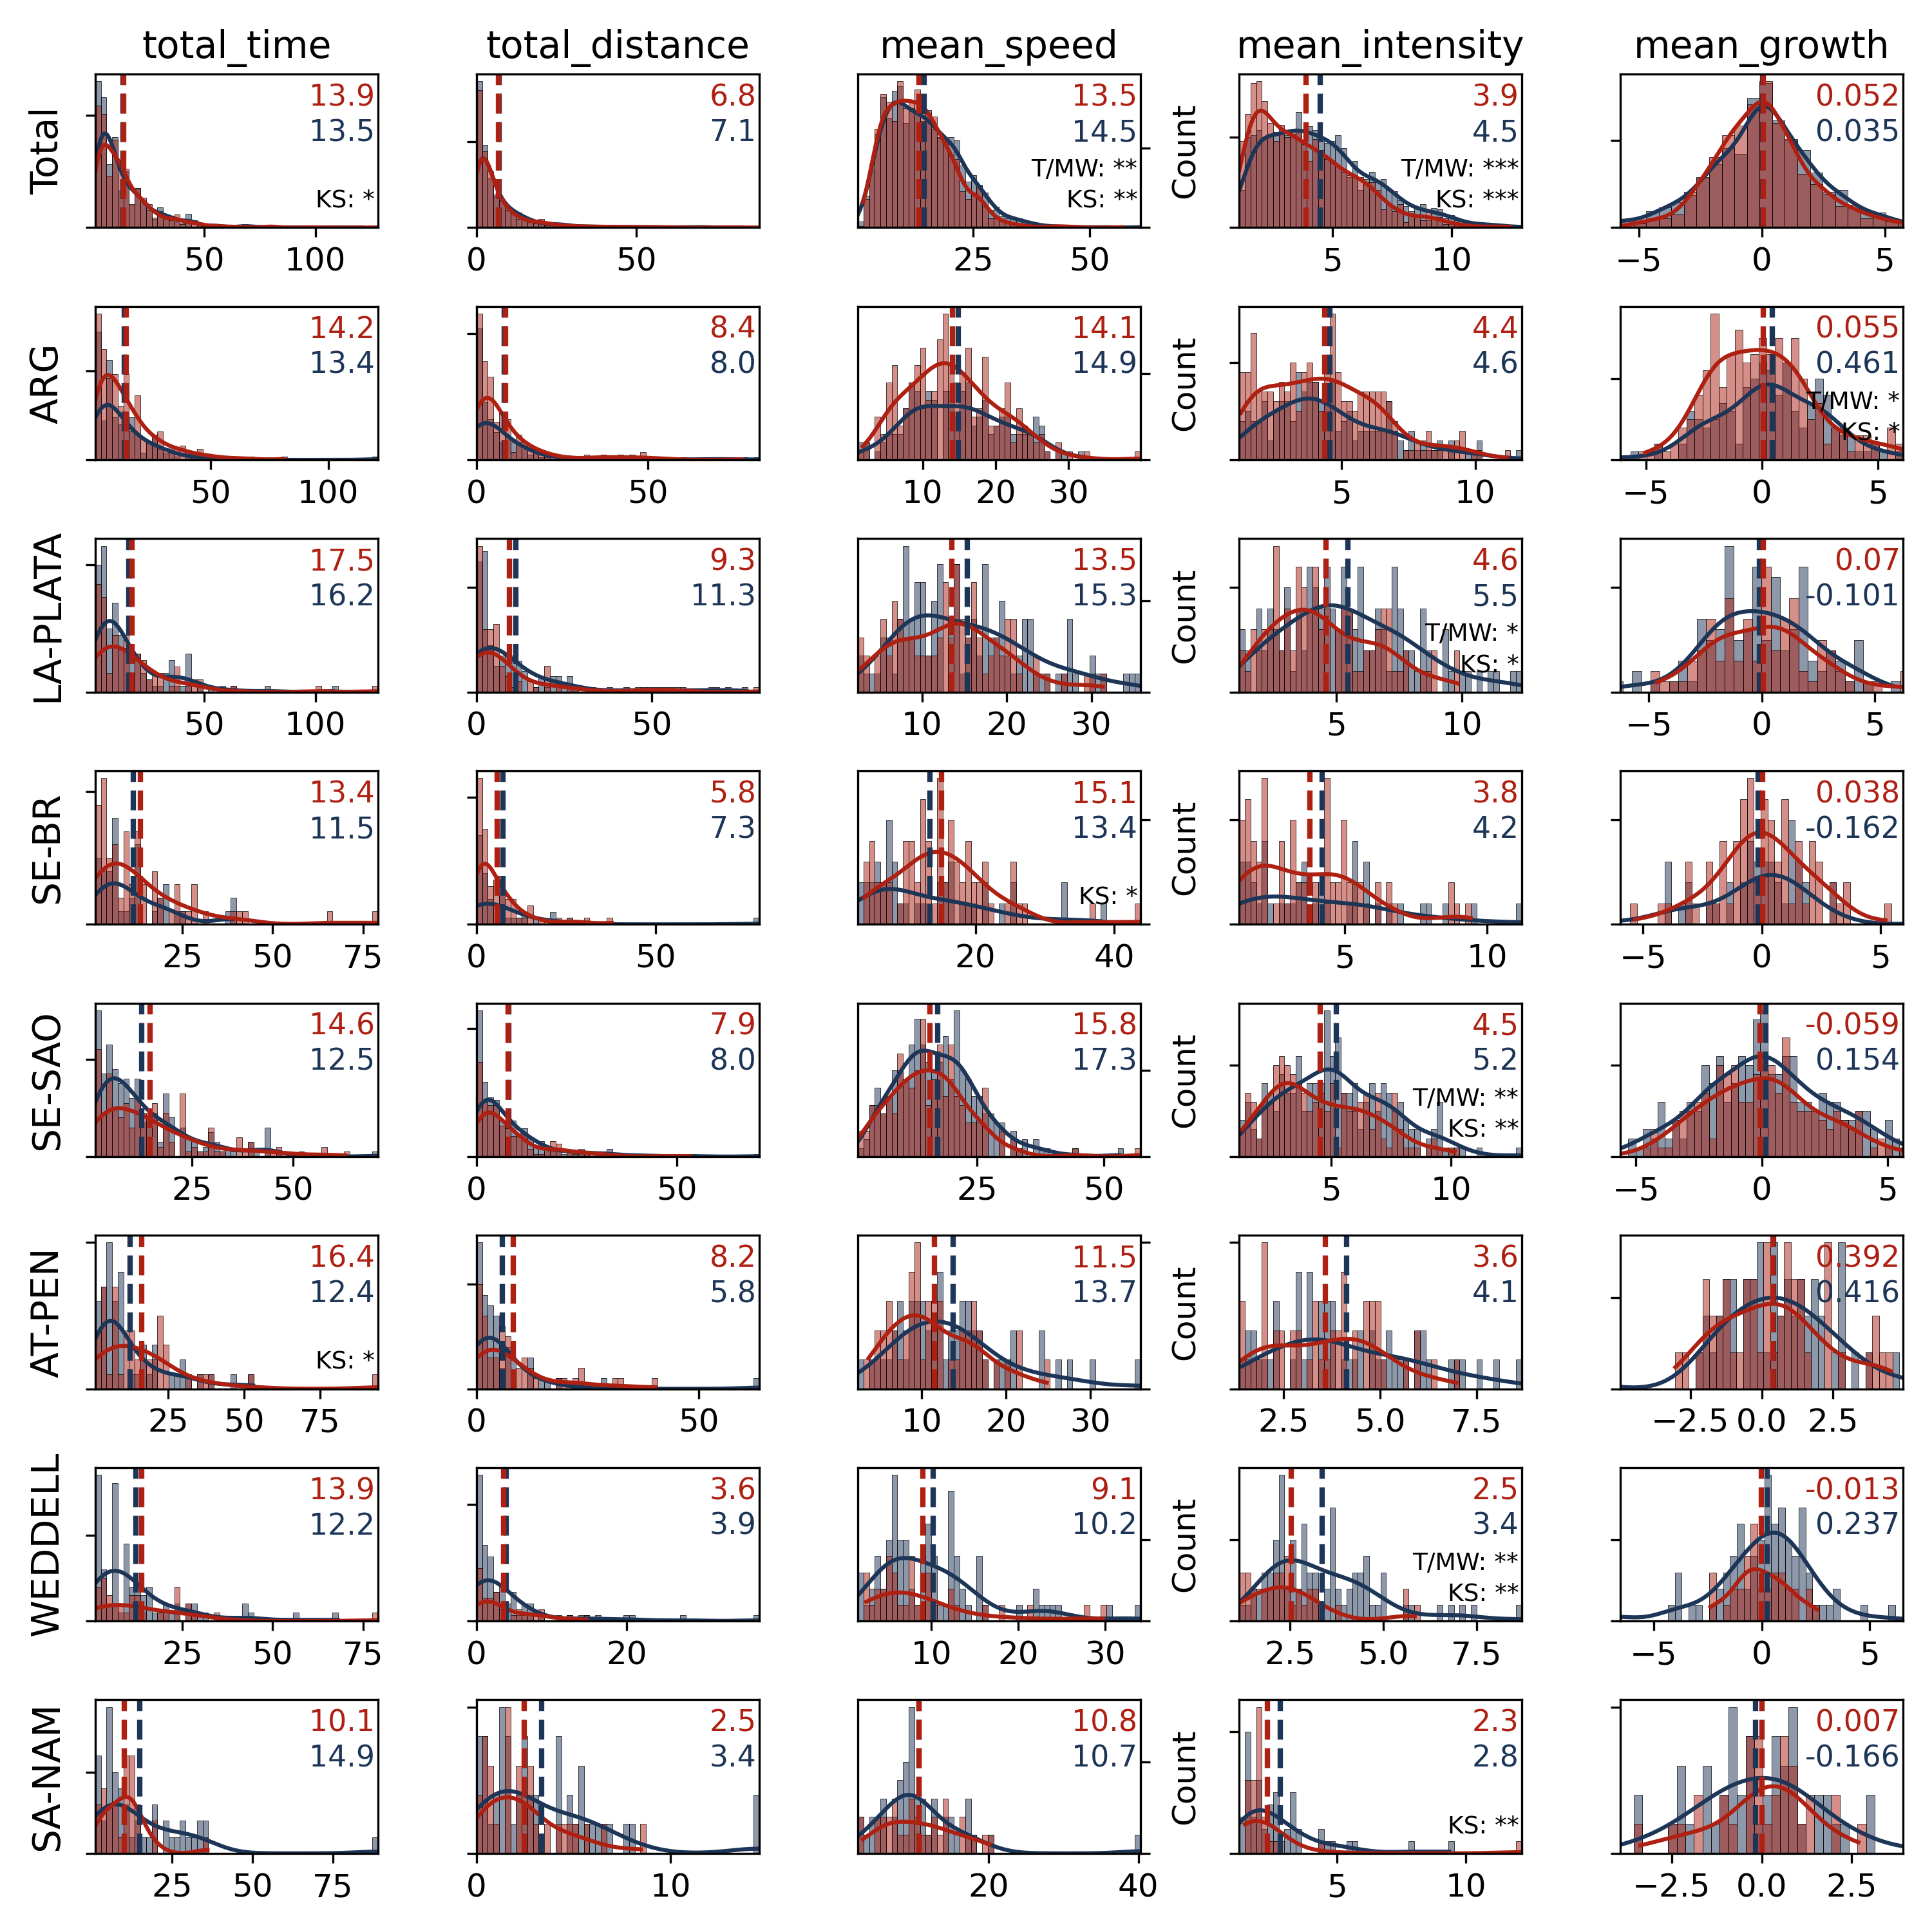 total_time total_distance mean_speed mean_intensity mean_growth
Total
13.9
13.5
KS: *
50 100
6.8
7.1
0 50
13.5
14.5
T/MW: **
KS: **
25 50
Count
3.9
4.5
T/MW: ***
KS: ***
5 10
0.052
0.035
−5 0 5
ARG
14.2
13.4
50 100
8.4
8.0
0 50
14.1
14.9
10 20 30
Count
4.4
4.6
5 10
0.055
0.461
T/MW: *
KS: *
−5 0 5
LA-PLATA
17.5
16.2
50 100
9.3
11.3
0 50
13.5
15.3
10 20 30
Count
4.6
5.5
T/MW: *
KS: *
5 10
0.07
-0.101
−5 0 5
SE-BR
13.4
11.5
25 50 75
5.8
7.3
0 50
15.1
13.4
KS: *
20 40
Count
3.8
4.2
5 10
0.038
-0.162
−5 0 5
SE-SAO
14.6
12.5
25 50
7.9
8.0
0 50
15.8
17.3
25 50
Count
4.5
5.2
T/MW: **
KS: **
5 10
-0.059
0.154
−5 0 5
AT-PEN
16.4
12.4
KS: *
25 50 75
8.2
5.8
0 50
11.5
13.7
10 20 30
Count
3.6
4.1
2.5 5.0 7.5
0.392
0.416
−2.5 0.0 2.5
WEDDELL
13.9
12.2
25 50 75
3.6
3.9
0 20
9.1
10.2
10 20 30
Count
2.5
3.4
T/MW: **
KS: **
2.5 5.0 7.5
-0.013
0.237
−5 0 5
SA-NAM
10.1
14.9
25 50 75
2.5
3.4
0 10
10.8
10.7
20 40
Count
2.3
2.8
KS: **
5 10
0.007
-0.166
−2.5 0.0 2.5